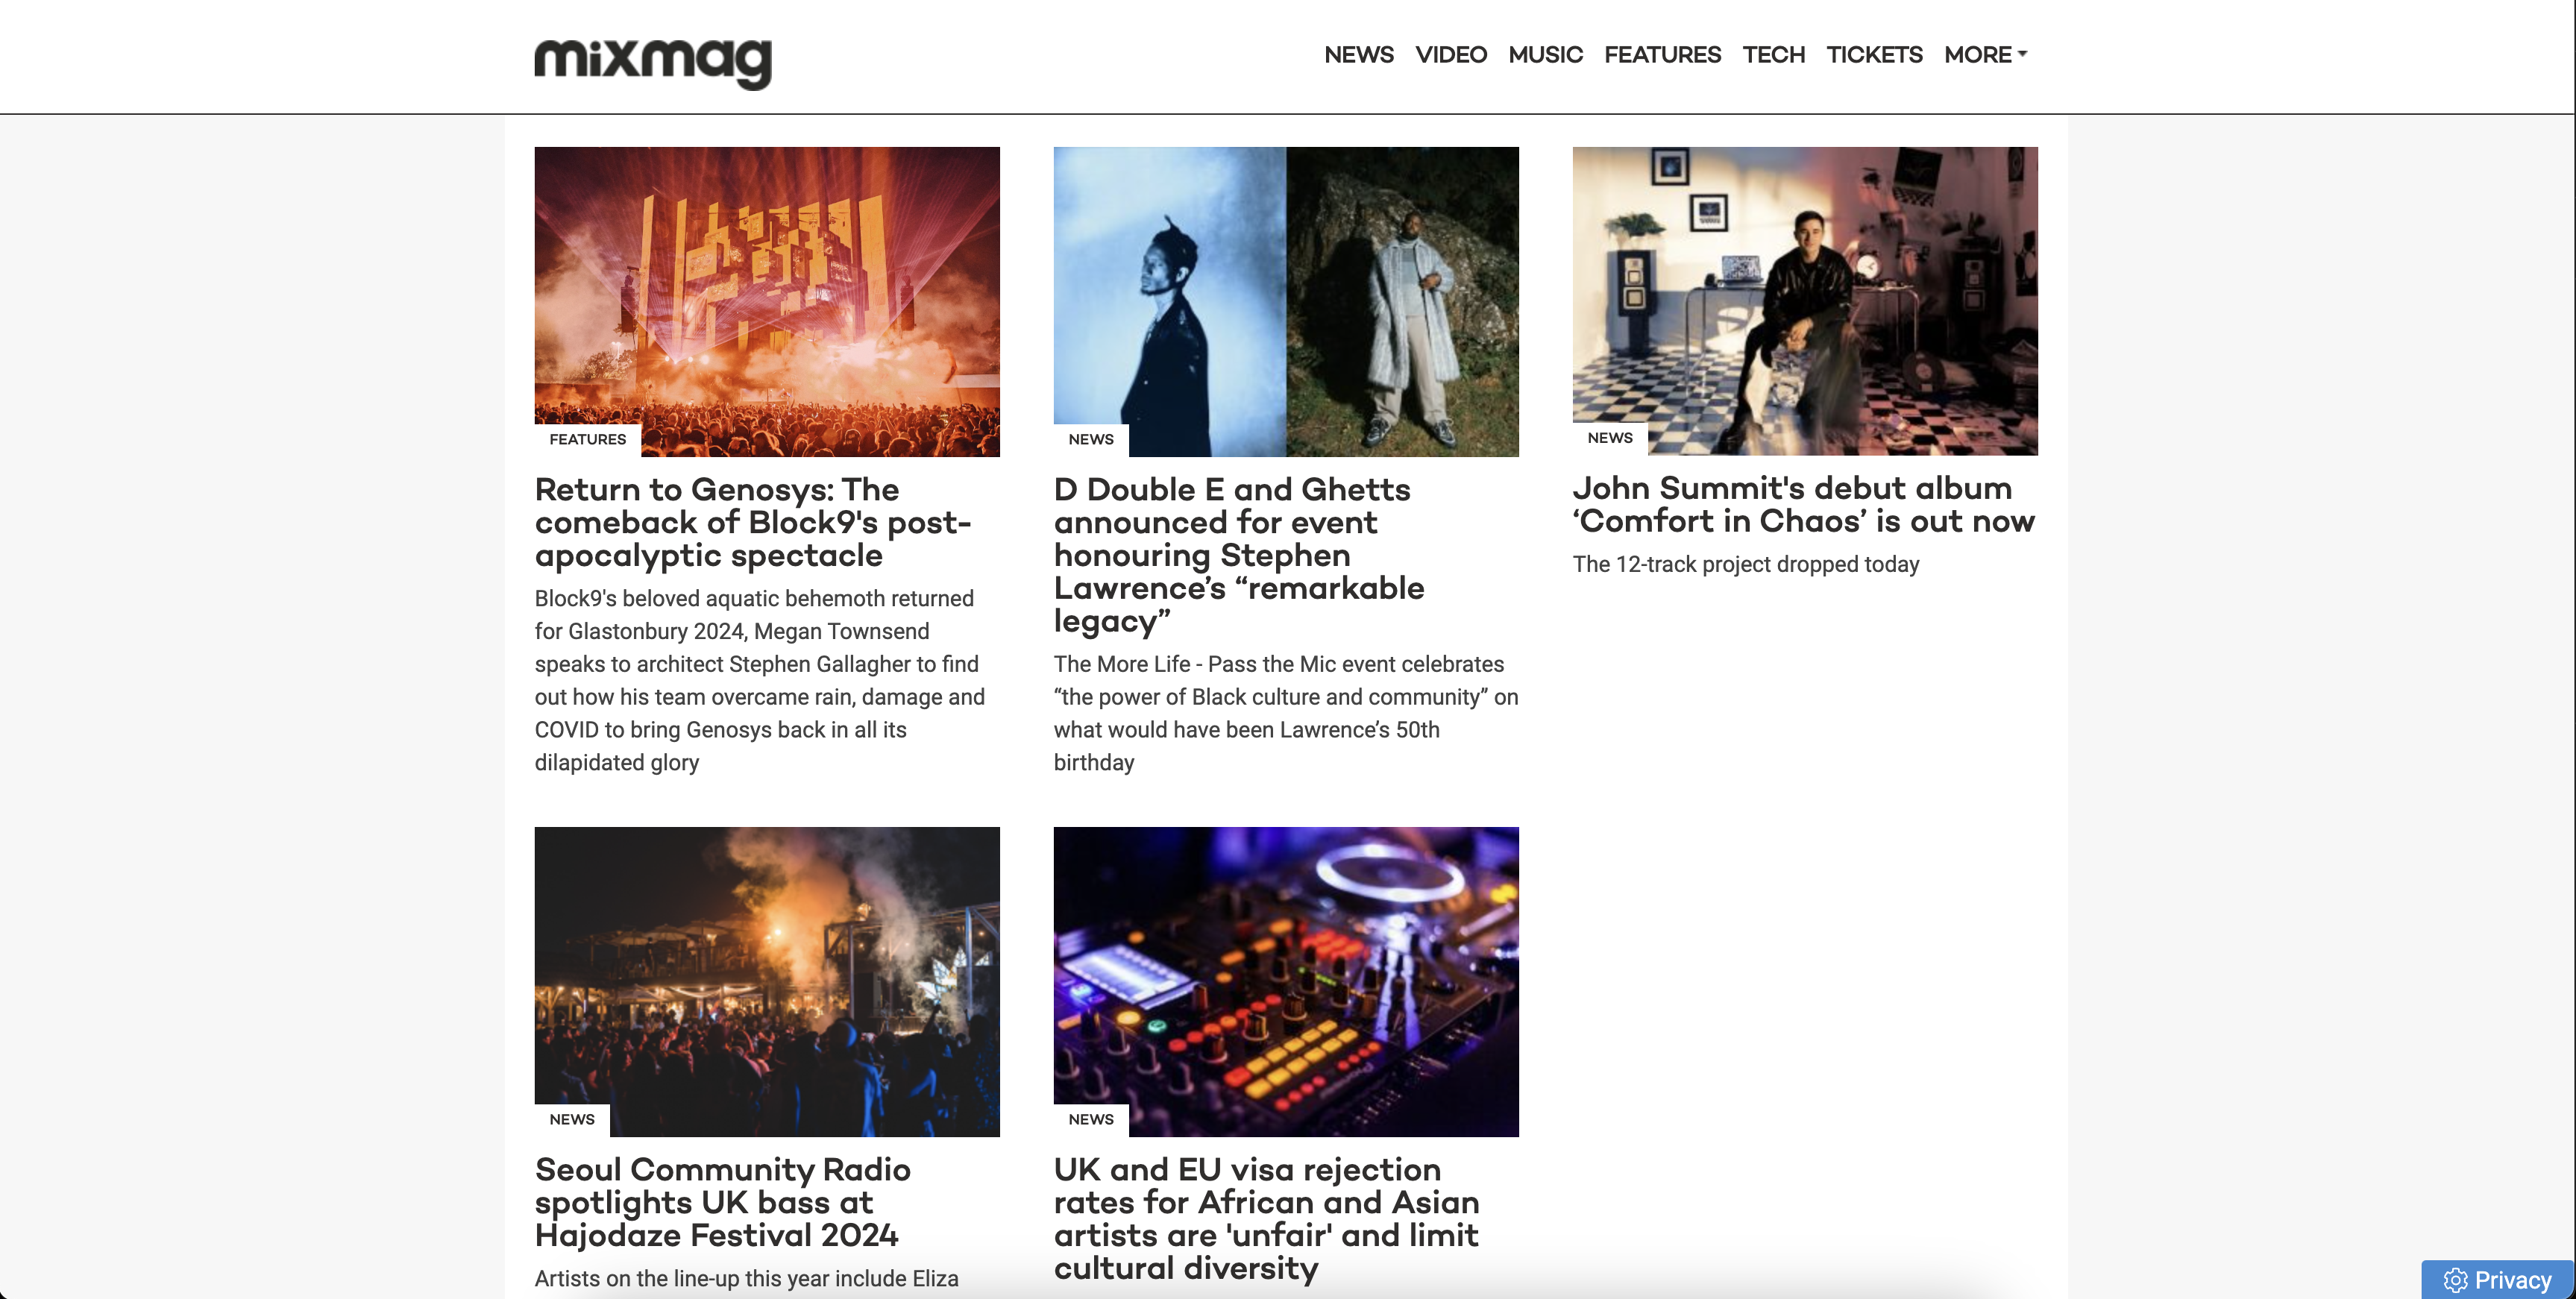 mixmag
NEWS VIDEO MUSIC FEATURES TECH TICKETS MORE
FEATURES
Return to Genosys: The
comeback of Block9's post-
apocalyptic spectacle
Block9's beloved aquatic behemoth returned
for Glastonbury 2024, Megan Townsend
speaks to architect Stephen Gallagher to find
out how his team overcame rain, damage and
COVID to bring Genosys back in all its
dilapidated glory
NEWS
D Double E and Ghetts
announced for event
honouring Stephen
Lawrence’s “remarkable
legacy”
The More Life - Pass the Mic event celebrates
“the power of Black culture and community” on
what would have been Lawrence’s 50th
birthday
NEWS
John Summit's debut album
‘Comfort in Chaos’ is out now
The 12-track project dropped today
NEWS
Seoul Community Radio
spotlights UK bass at
Hajodaze Festival 2024
Artists on the line-up this year include Eliza
NEWS
UK and EU visa rejection
rates for African and Asian
artists are 'unfair' and limit
cultural diversity
Privacy